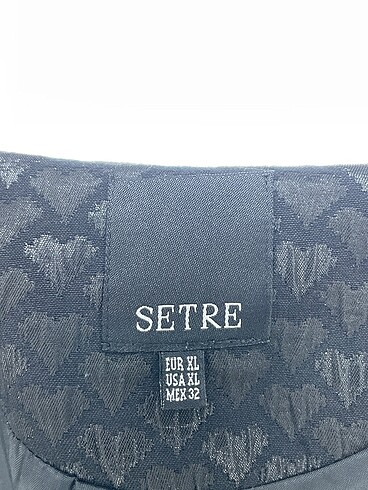 SETRE
EUR XL
USA XL
MEX 32